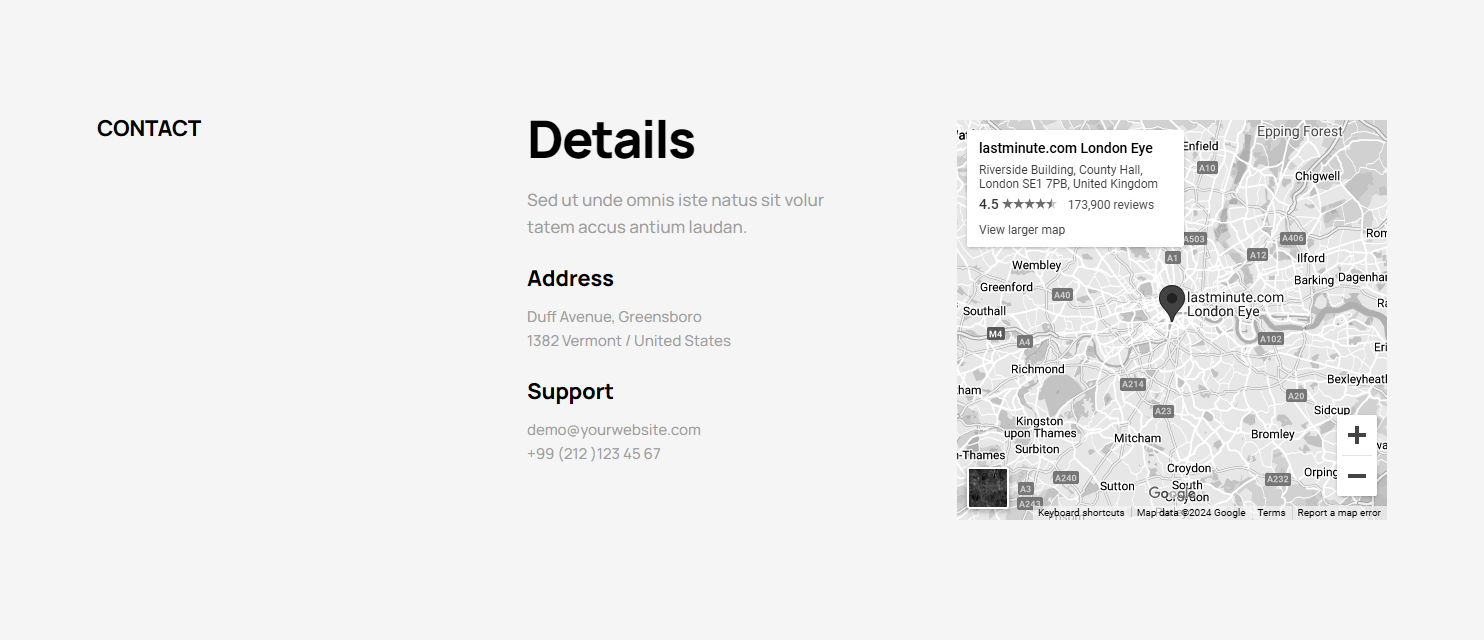 CONTACT
Details
Sed ut unde omnis iste natus sit volur
tatem accus antium laudan.
Address
Duff Avenue, Greensboro
1382 Vermont / United States
Support
demo@yourwebsite.com
+99 (212 )123 45 67
lastminute.com London Eye
Riverside Building, County Hall,
London SE1 7PB, United Kingdom
4.5
173,900 reviews
View larger map
Epping Forest
Enfield
A10
Chigwell
A503
A406
Rom
A1
A12
Ilford
Wembley
Barking
Dagenhar
Greenford
A40
lastminute.com
London Eye
Southall
M4
A4
A102
Richmond
A214
Bexleyheatl
A20
A23
Sidcup
Kingston
upon Thames
Mitcham
Bromley
Surbiton
-Thames
Croydon
Orping
A240
A232
Sutton
South
Croydon
A3
A243
Google
Keyboard shortcuts
Map data ©2024 Google
Terms
Report a map error